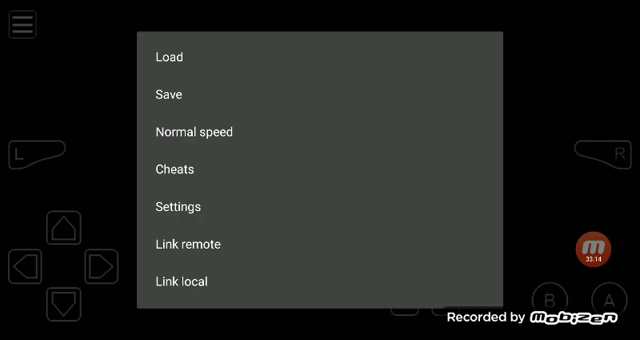 Load
Save
Normal speed
L
R
Cheats
Settings
Link remote
33:14
Link local
B
A
Recorded by Mobizen